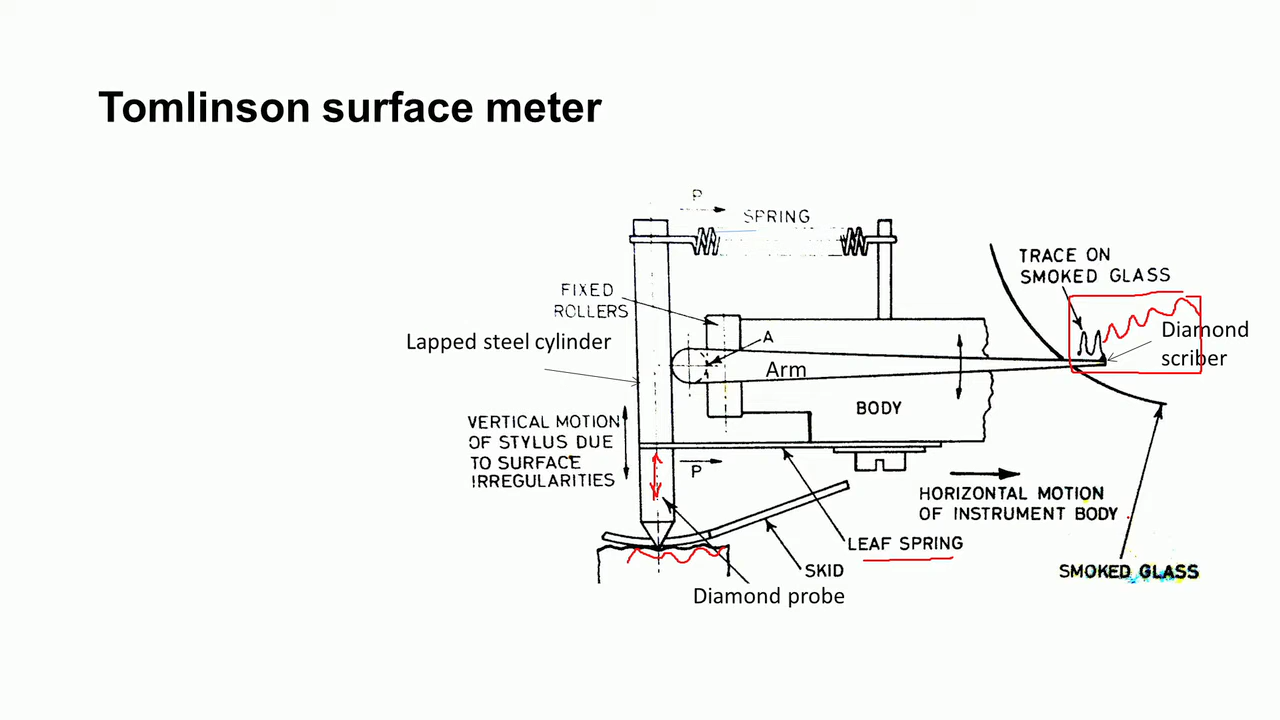 Tomlinson surface meter
P
SPRING
TRACE ON
SMOKED GLASS
FIXED
ROLLERS
Diamond
scriber
Lapped steel cylinder
A
Arm
BODY
VERTICAL MOTION
OF STYLUS DUE
TO SURFACE
IRREGULARITIES
P
HORIZONTAL MOTION
OF INSTRUMENT BODY
LEAF SPRING
SKID
SMOKED GLASS
Diamond probe